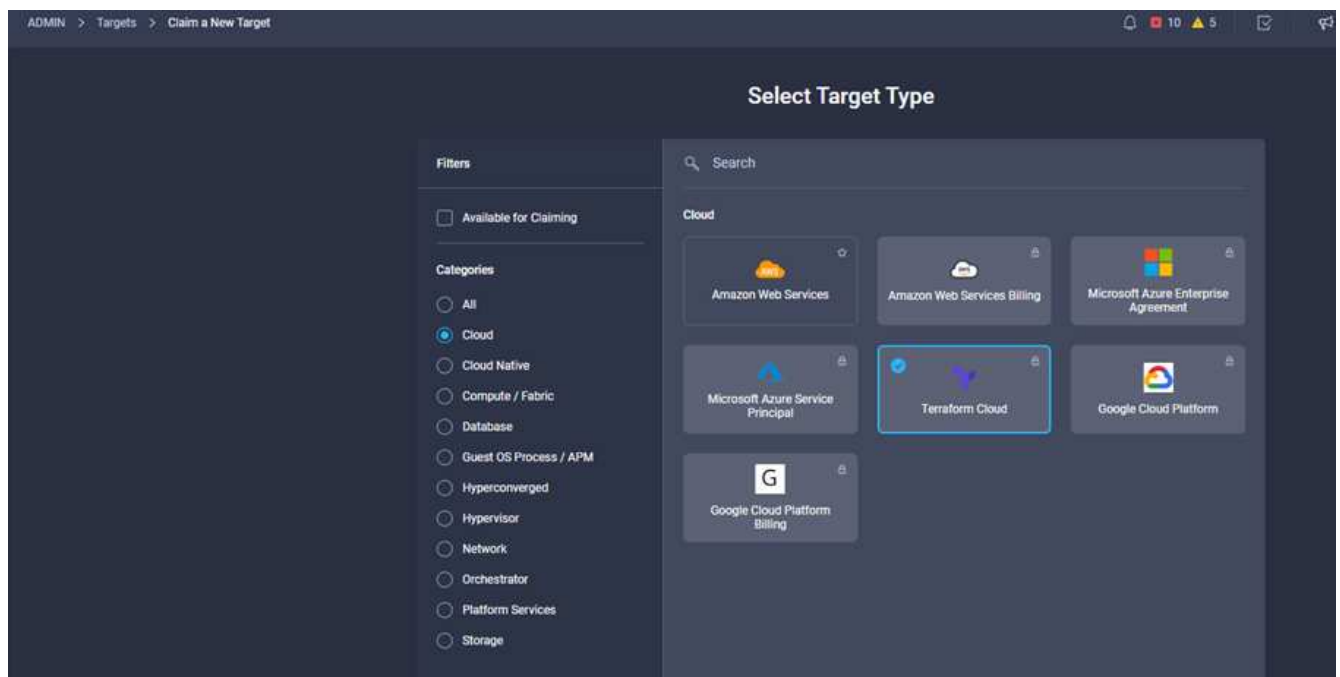 ADMIN > Targets > Claim a New Target
10 5
Select Target Type
Filters
Search
Available for Claiming
Cloud
Categories
All
Cloud
Cloud Native
Compute / Fabric
Database
Guest OS Process / APM
Hyperconverged
Hypervisor
Network
Orchestrator
Platform Services
Storage
aws
Amazon Web Services
aws
Amazon Web Services Billing
Microsoft Azure Enterprise
Agreement
Microsoft Azure Service
Principal
Terraform Cloud
Google Cloud Platform
G
Google Cloud Platform
Billing